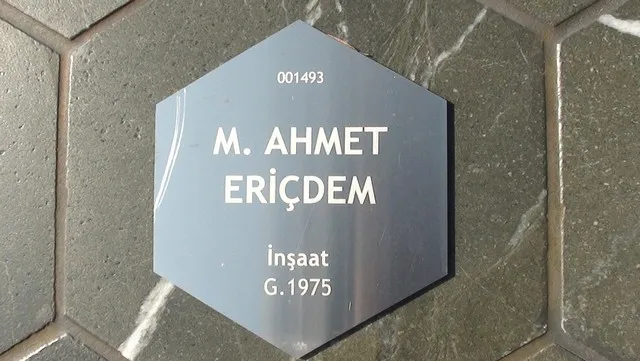 001493
M. AHMET
ERİÇDEM
İnşaat
G.1975